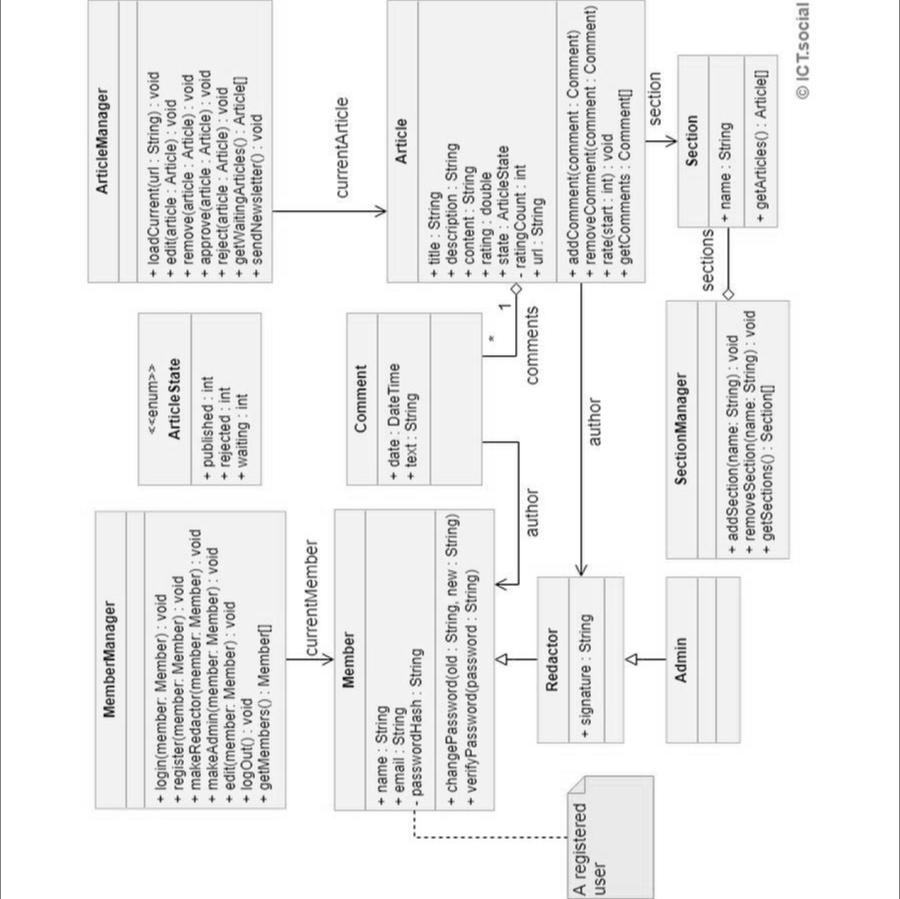 MemberManager
+ login(member: Member) : void
+ register(member: Member) : void
+ makeRedactor(member: Member) : void
+ makeAdmin(member: Member) : void
+ edit(member: Member) : void
+ logOut() : void
+ getMembers() : Member[]
<<enum>>
ArticleState
+ published : int
+ rejected : int
+ waiting : int
ArticleManager
+ loadCurrent(url : String) : void
+ edit(article : Article) : void
+ remove(article : Article) : void
+ approve(article : Article) : void
+ reject(article : Article) : void
+ getWaitingArticles() : Article[]
+ sendNewsletter() : void
currentMember
currentArticle
Member
+ name : String
+ email : String
- passwordHash : String
+ changePassword(old : String, new : String)
+ verifyPassword(password : String)
Comment
+ date : DateTime
+ text : String
*
1
comments
author
Article
+ title : String
+ description : String
+ content : String
+ rating : double
+ state : ArticleState
- ratingCount : int
+ url : String
+ addComment(comment : Comment)
+ removeComment(comment : Comment)
+ rate(start : int) : void
+ getComments : Comment[]
author
section
A registered
user
Redactor
+ signature : String
Admin
SectionManager
+ addSection(name: String) : void
+ removeSection(name: String) : void
+ getSections() : Section[]
sections
Section
+ name : String
+ getArticles() : Article[]
© ICT.social